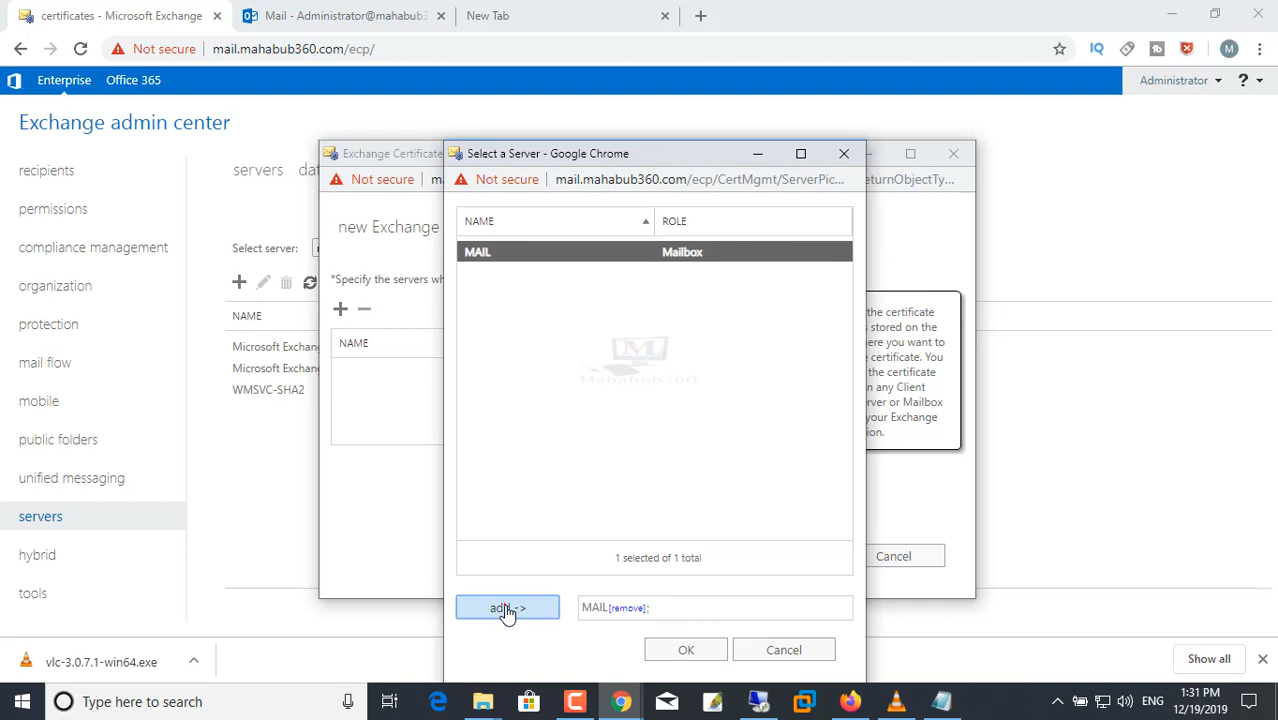 certificates - Microsoft Exchange
Mail - Administrator@mahabub3
New Tab
Not secure
mail.mahabub360.com/ecp/
IQ
M
Enterprise
Office 365
Administrator
?
Exchange admin center
recipients
permissions
compliance management
organization
protection
mail flow
mobile
public folders
unified messaging
servers
hybrid
tools
servers
Select server:
NAME
Microsoft Exchang
Microsoft Exchang
WMSVC-SHA2
Exchange Certificate
Not secure
new Exchange
*Specify the servers wh
NAME
eturnObjectTy...
the certificate
s stored on the
here you want to
e certificate. You
the certificate
n any Client
rver or Mailbox
your Exchange
ion.
Cancel
Select a Server - Google Chrome
Not secure
mail.mahabub360.com/ecp/CertMgmt/ServerPic...
NAME
ROLE
MAIL
Mailbox
Mahabub360
1 selected of 1 total
add ->
MAIL[remove];
OK
Cancel
vlc-3.0.7.1-win64.exe
Show all
Type here to search
ENG
1:31 PM
12/19/2019